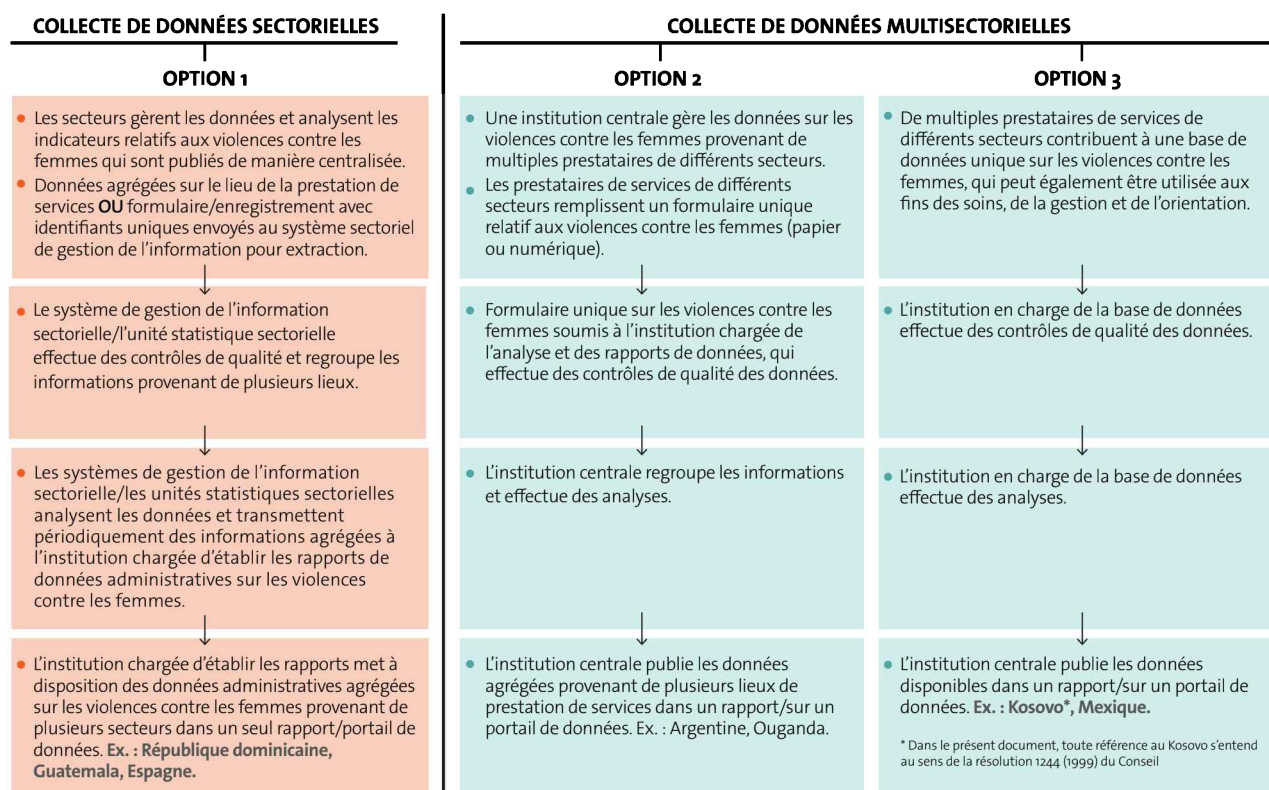 COLLECTE DE DONNÉES SECTORIELLES
OPTION 1
Les secteurs gèrent les données et analysent les
indicateurs relatifs aux violences contre les
femmes qui sont publiés de manière centralisée.
Données agrégées sur le lieu de la prestation de
services OU formulaire/enregistrement avec
identifiants uniques envoyés au système sectoriel
de gestion de l'information pour extraction.
Le système de gestion de l'information
sectorielle/l'unité statistique sectorielle
effectue des contrôles de qualité et regroupe les
informations provenant de plusieurs lieux.
Les systèmes de gestion de l'information
sectorielle/les unités statistiques sectorielles
analysent les données et transmettent
périodiquement des informations agrégées à
l'institution chargée d'établir les rapports de
données administratives sur les violences
contre les femmes.
L'institution chargée d'établir les rapports met à
disposition des données administratives agrégées
sur les violences contre les femmes provenant de
plusieurs secteurs dans un seul rapport/portail de
données. Ex. : République dominicaine,
Guatemala, Espagne.
COLLECTE DE DONNÉES MULTISECTORIELLES
OPTION 2
Une institution centrale gère les données sur les
violences contre les femmes provenant de
multiples prestataires de différents secteurs.
Les prestataires de services de différents
secteurs remplissent un formulaire unique
relatif aux violences contre les femmes (papier
ou numérique).
Formulaire unique sur les violences contre les
femmes soumis à l'institution chargée de
l'analyse et des rapports de données, qui
effectue des contrôles de qualité des données.
L'institution centrale regroupe les informations
et effectue des analyses.
L'institution centrale publie les données
agrégées provenant de plusieurs lieux de
prestation de services dans un rapport/sur un
portail de données. Ex. : Argentine, Ouganda.
OPTION 3
De multiples prestataires de services de
différents secteurs contribuent à une base de
données unique sur les violences contre les
femmes, qui peut également être utilisée aux
fins des soins, de la gestion et de l'orientation.
L'institution en charge de la base de données
effectue des contrôles de qualité des données.
L'institution en charge de la base de données
effectue des analyses.
L'institution centrale publie les données
disponibles dans un rapport/sur un portail de
données. Ex. : Kosovo*, Mexique.
* Dans le présent document, toute référence au Kosovo s'entend
au sens de la résolution 1244 (1999) du Conseil